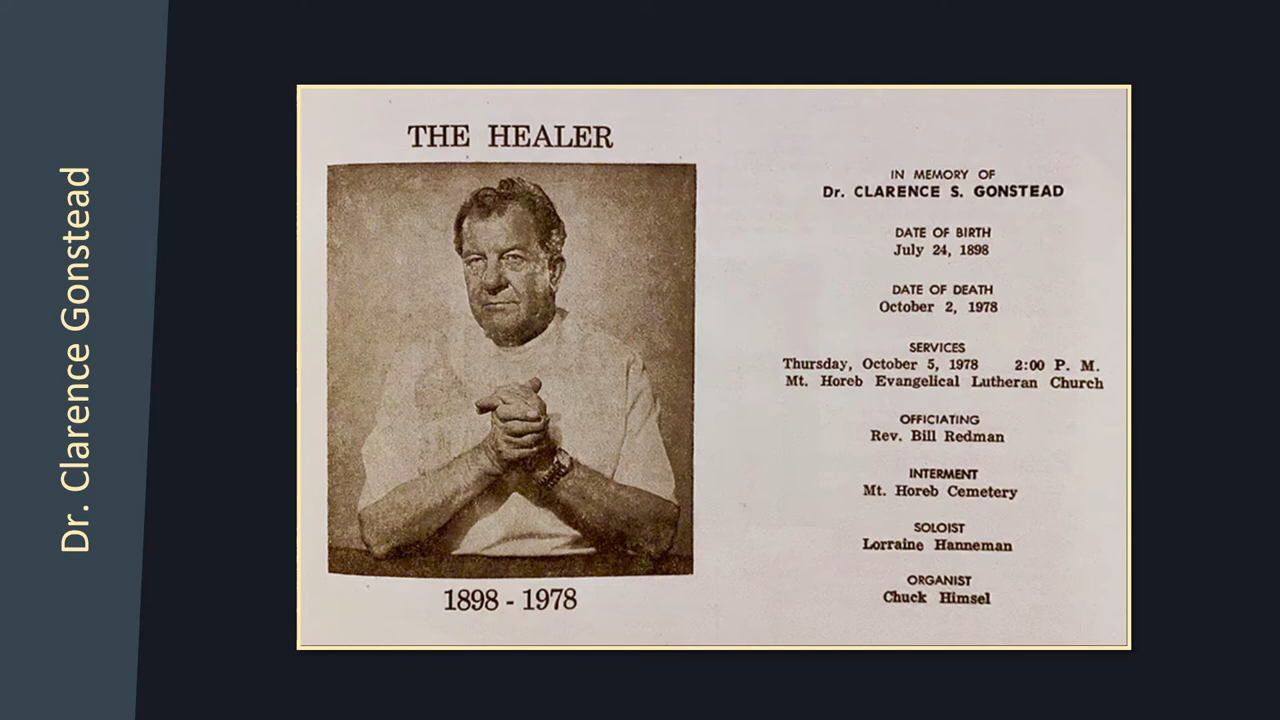 Dr. Clarence Gonstead
THE HEALER
1898 - 1978
IN MEMORY OF
Dr. CLARENCE S. GONSTEAD
DATE OF BIRTH
July 24, 1898
DATE OF DEATH
October 2, 1978
SERVICES
Thursday, October 5, 1978 2:00 P. M.
Mt. Horeb Evangelical Lutheran Church
OFFICIATING
Rev. Bill Redman
INTERMENT
Mt. Horeb Cemetery
SOLOIST
Lorraine Hanneman
ORGANIST
Chuck Himsel